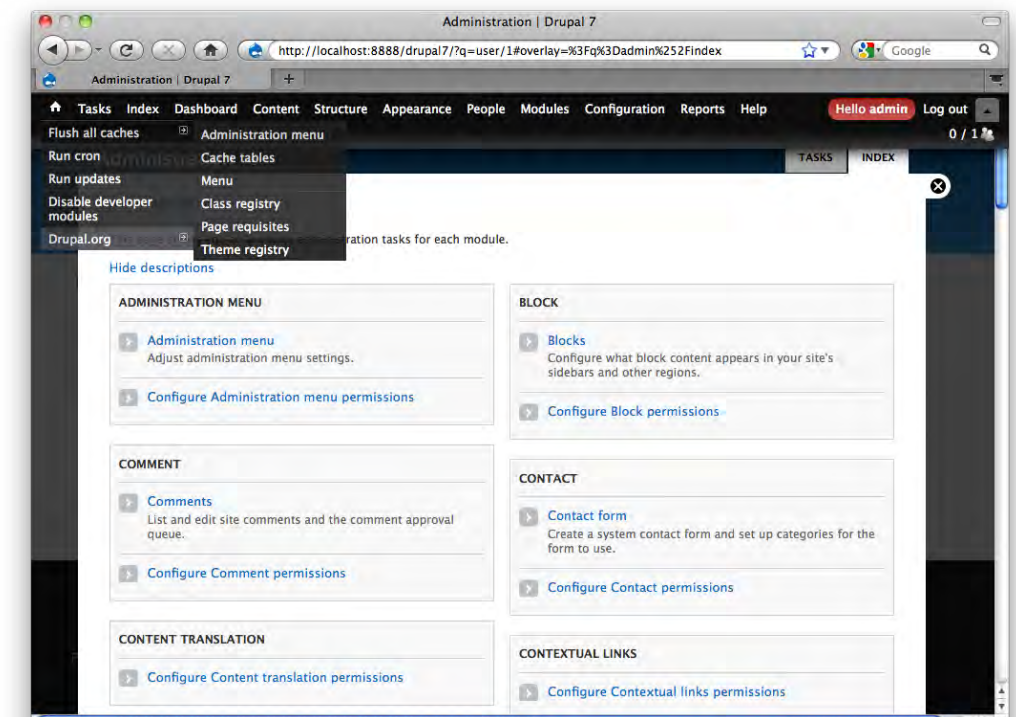 Administration | Drupal 7
http://localhost:8888/drupal7/?q=user/1#overlay=%3Fq%3Dadmin%252Findex
Google
Administration | Drupal 7
Tasks Index Dashboard Content Structure Appearance People Modules Configuration Reports Help Hello admin Log out
0 / 1
Flush all caches
Run cron
Run updates
Disable developer
modules
Drupal.org
Administration menu
Cache tables
Menu
Class registry
Page requisites
Theme registry
TASKS INDEX
tasks for each module.
Hide descriptions
ADMINISTRATION MENU
Administration menu
Adjust administration menu settings.
Configure Administration menu permissions
BLOCK
Blocks
Configure what block content appears in your site's
sidebars and other regions.
Configure Block permissions
COMMENT
Comments
List and edit site comments and the comment approval
queue.
Configure Comment permissions
CONTACT
Contact form
Create a system contact form and set up categories for the
form to use.
Configure Contact permissions
CONTENT TRANSLATION
Configure Content translation permissions
CONTEXTUAL LINKS
Configure Contextual links permissions